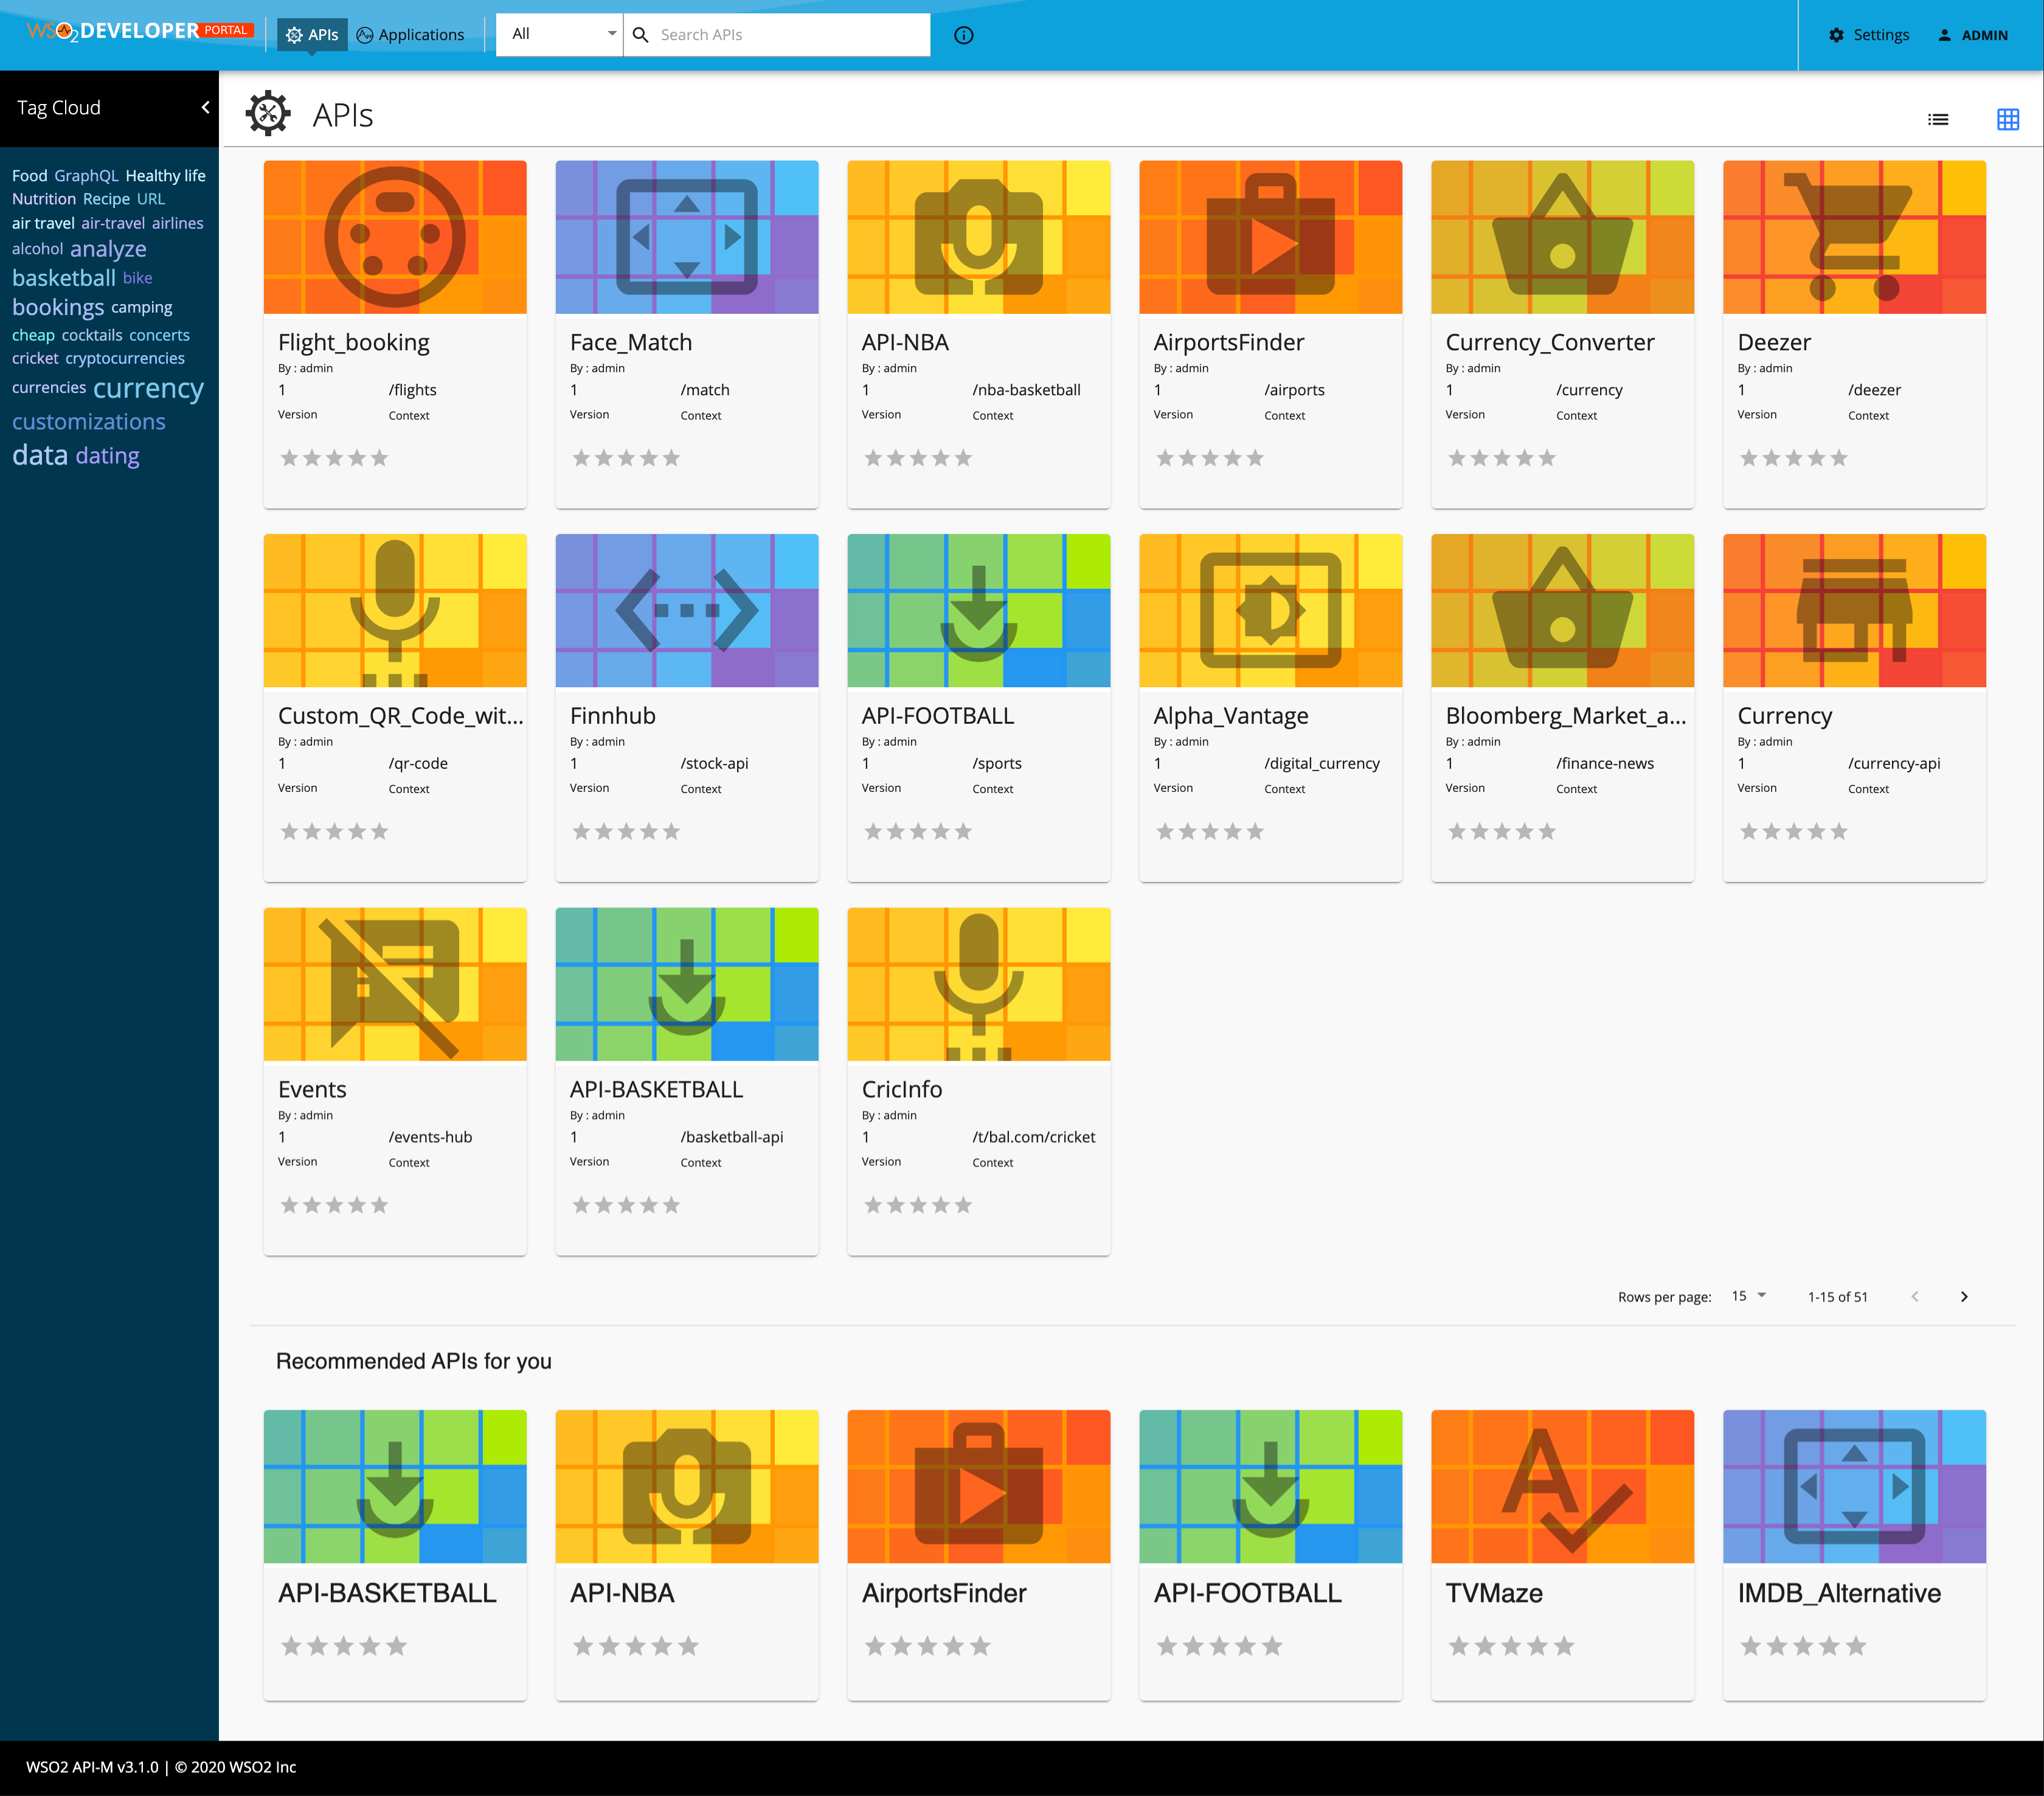 WSO2 DEVELOPER PORTAL APIs Applications All Search APIs Settings ADMIN
Tag Cloud
APIs
Food GraphQL Healthy life
Nutrition Recipe URL
air travel air-travel airlines
alcohol analyze
basketball bike
bookings camping
cheap cocktails concerts
cricket cryptocurrencies
currencies currency
customizations
data dating
Flight_booking
By : admin
1 /flights
Version Context
Face_Match
By : admin
1 /match
Version Context
API-NBA
By : admin
1 /nba-basketball
Version Context
AirportsFinder
By : admin
1 /airports
Version Context
Currency_Converter
By : admin
1 /currency
Version Context
Deezer
By : admin
1 /deezer
Version Context
Custom_QR_Code_wit...
By : admin
1 /qr-code
Version Context
Finnhub
By : admin
1 /stock-api
Version Context
API-FOOTBALL
By : admin
1 /sports
Version Context
Alpha_Vantage
By : admin
1 /digital_currency
Version Context
Bloomberg_Market_a...
By : admin
1 /finance-news
Version Context
Currency
By : admin
1 /currency-api
Version Context
Events
By : admin
1 /events-hub
Version Context
API-BASKETBALL
By : admin
1 /basketball-api
Version Context
CricInfo
By : admin
1 /t/bal.com/cricket
Version Context
Rows per page: 15 1-15 of 51
Recommended APIs for you
API-BASKETBALL
API-NBA
AirportsFinder
API-FOOTBALL
TVMaze
IMDB_Alternative
WSO2 API-M v3.1.0 | © 2020 WSO2 Inc